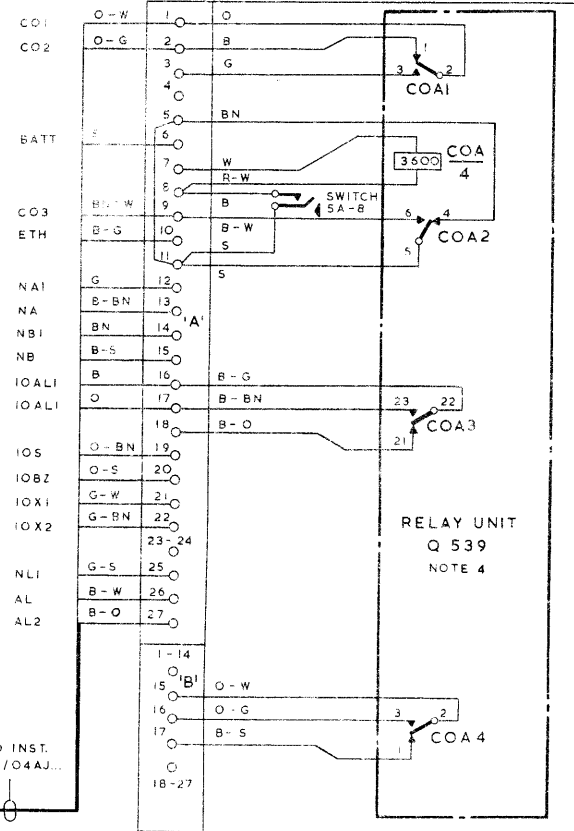 CO1 O-W 1 O
CO2 O-G 2 B 1
3 G 3 2
4 COA1
5 BN
BATT S 6
7 W 3600 COA
4
8 R-W
SWITCH
5A-8
CO3 BN-W 9 B 6 4
ETH B-G 10 B-W COA2
11 S 5
S
NA1 G 12
NA B-BN 13
'A'
NB1 BN 14
NB B-S 15
IOAL1 B 16 B-G
IOAL1 O 17 B-BN 23 22
18 B-O COA3
21
IOS O-BN 19
IOBZ O-S 20
IOX1 G-W 21
IOX2 G-BN 22
23-24
RELAY UNIT
Q 539
NOTE 4
NL1 G-S 25
AL B-W 26
AL2 B-O 27
1-14
'B'
15 O-W
16 O-G 3 2
17 B-S COA4
1
18-27
INST.
/O4AJ...